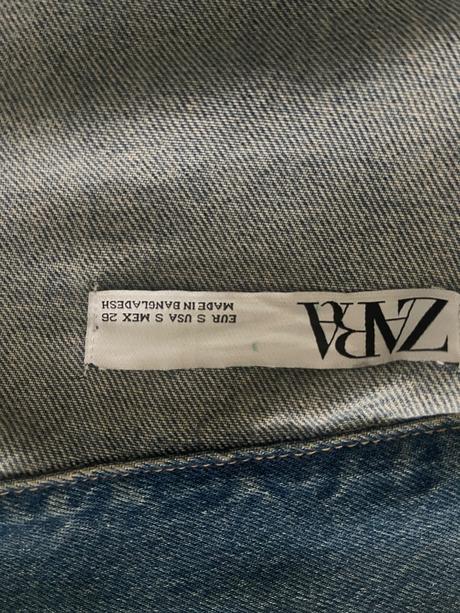 ZARA
EUR S USA S MEX 26
MADE IN BANGLADESH